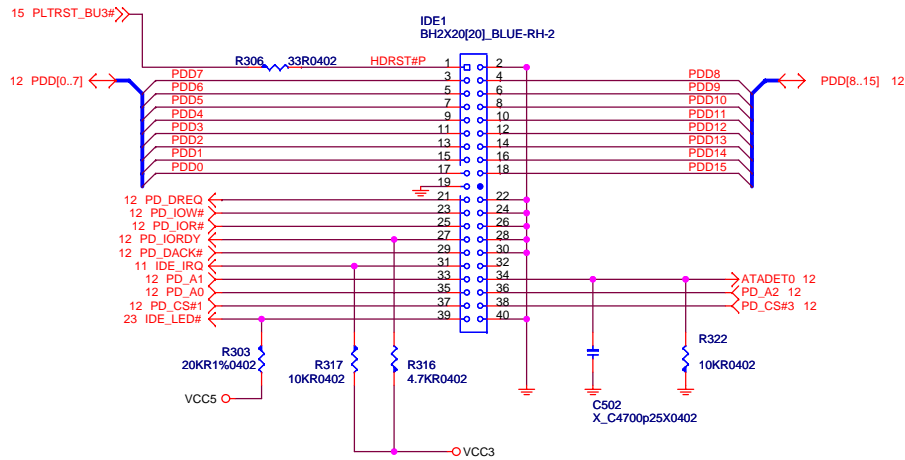 15 PLTRST_BU3#
IDE1
BH2X20[20]_BLUE-RH-2
R306 33R0402 HDRST#P 1 2
12 PDD[0..7] PDD7 3 4 PDD8 PDD[8..15] 12
PDD6 5 6 PDD9
PDD5 7 8 PDD10
PDD4 9 10 PDD11
PDD3 11 12 PDD12
PDD2 13 14 PDD13
PDD1 15 16 PDD14
PDD0 17 18 PDD15
19
12 PD_DREQ 21 22
12 PD_IOW# 23 24
12 PD_IOR# 25 26
12 PD_IORDY 27 28
12 PD_DACK# 29 30
11 IDE_IRQ 31 32
12 PD_A1 33 34 ATADET0 12
12 PD_A0 35 36 PD_A2 12
12 PD_CS#1 37 38 PD_CS#3 12
23 IDE_LED# 39 40
R303
20KR1%0402
R317
10KR0402
R316
4.7KR0402
R322
10KR0402
VCC5
C502
X_C4700p25X0402
VCC3